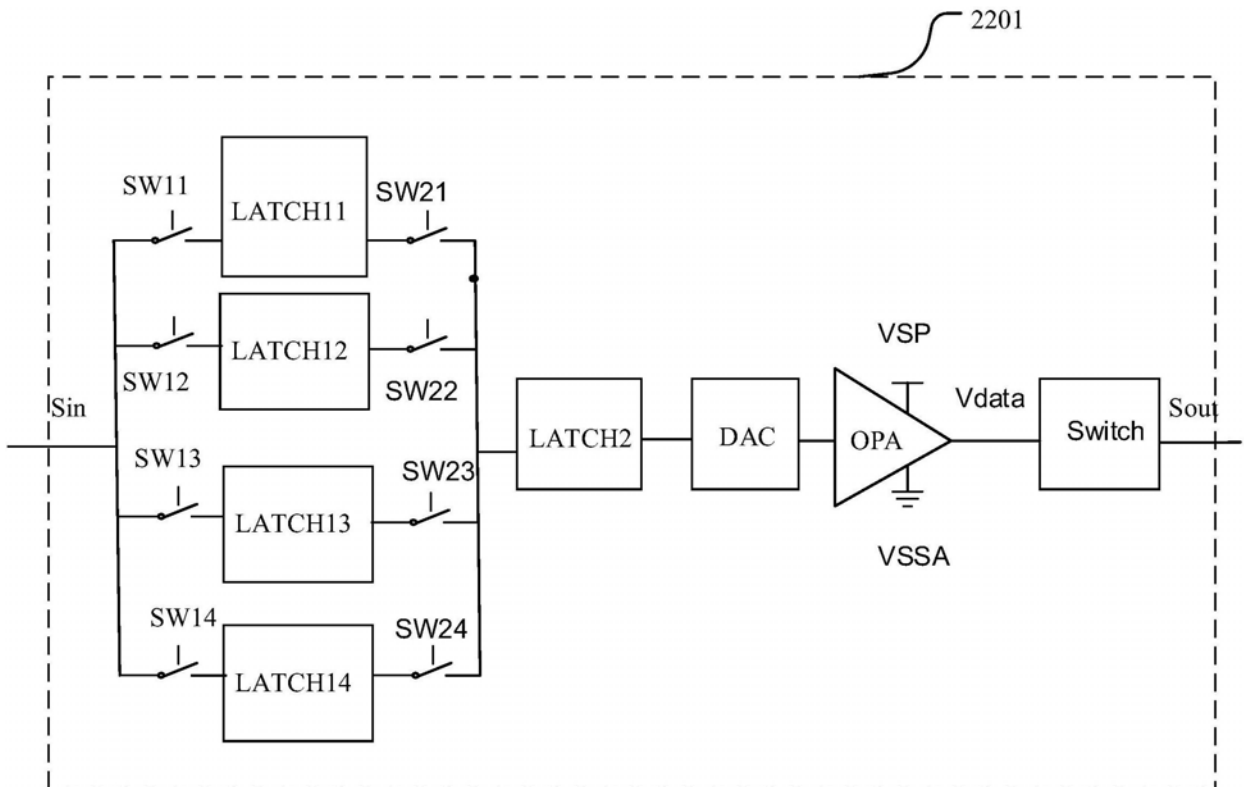 2201
SW11
SW21
LATCH11
SW12
LATCH12
SW22
VSP
Sin
Vdata
Sout
LATCH2
DAC
OPA
Switch
SW13
SW23
LATCH13
VSSA
SW14
SW24
LATCH14